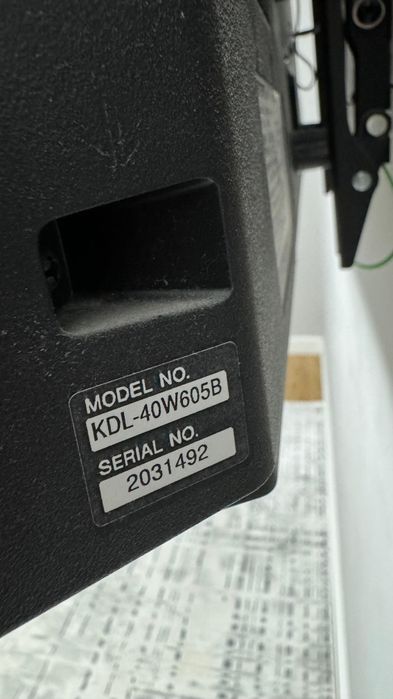 MODEL NO.
KDL-40W605B
SERIAL NO.
2031492